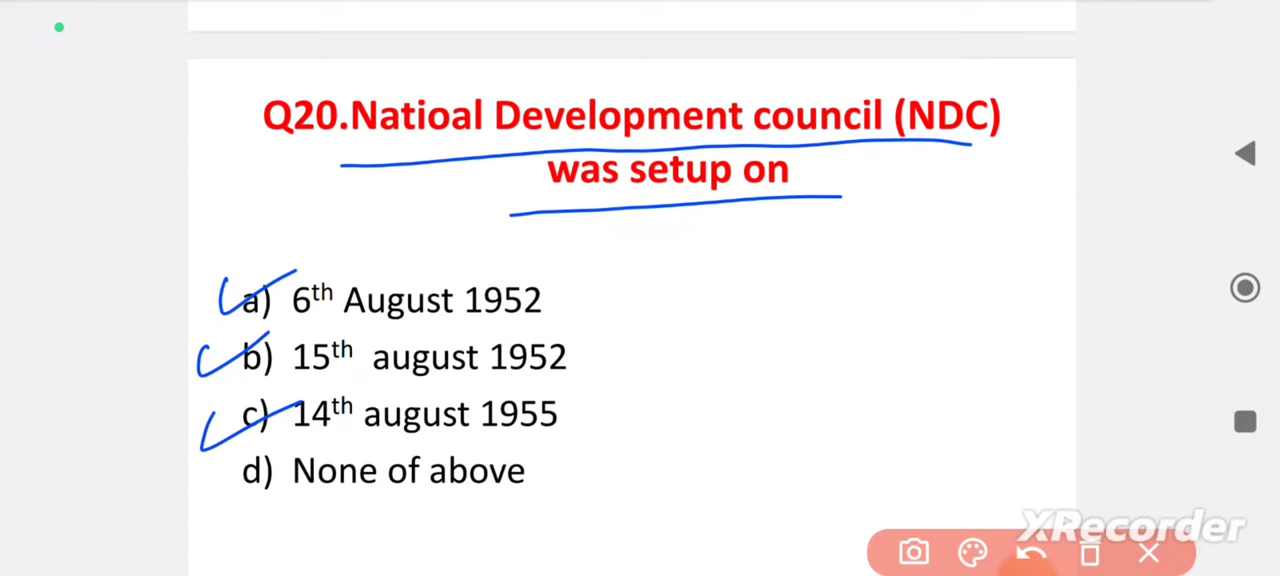 Q20.Natioal Development council (NDC)
was setup on
a) 6th August 1952
b) 15th august 1952
c) 14th august 1955
d) None of above
XRecorder